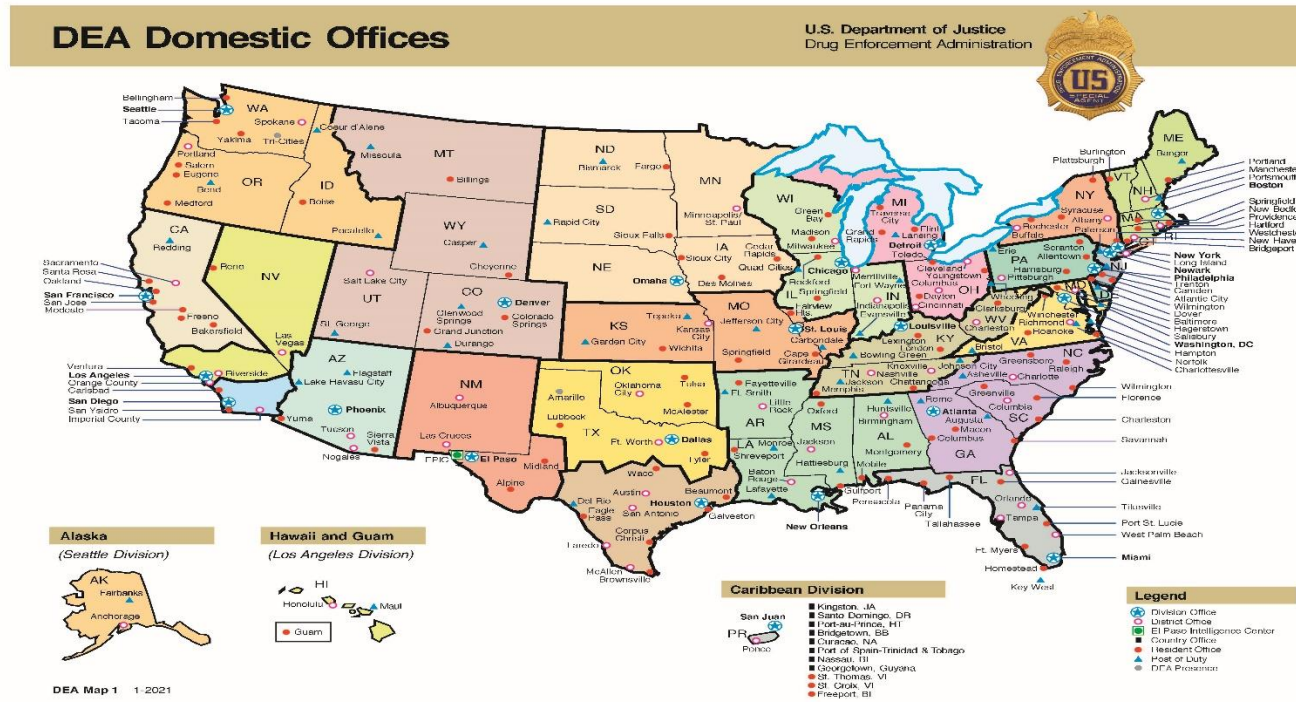 DEA Domestic Offices
U.S. Department of Justice
Drug Enforcement Administration
US
SPECIAL
AGENT
Bellingham
Seattle
Tacoma
WA
Spokane
Tri-Cities
Yakima
Coeur d'Alene
Portland
Salem
Eugene
Bend
Medford
OR
ID
Boise
Pocatello
MT
Missoula
Billings
WY
Casper
Cheyenne
ND
Bismarck
Fargo
SD
Rapid City
Sioux Falls
NE
Omaha
MN
Minneapolis/
St. Paul
IA
Sioux City
Cedar
Rapids
Quad Cities
Des Moines
WI
Green
Bay
Madison
Milwaukee
MI
Traverse
City
Grand
Rapids
Flint
Lansing
Detroit
Toledo
CA
Redding
Sacramento
Santa Rosa
Oakland
San Francisco
San Jose
Modesto
Fresno
Bakersfield
NV
Reno
Las
Vegas
UT
Salt Lake City
St. George
CO
Denver
Glenwood
Springs
Colorado
Springs
Grand Junction
Durango
KS
Garden City
Topeka
Kansas
City
Wichita
MO
Jefferson City
St. Louis
Springfield
Cape
Girardeau
IL
Chicago
Rockford
Springfield
Fairview
Hts.
Carbondale
IN
Merrillville
Fort Wayne
Indianapolis
Evansville
OH
Cleveland
Youngstown
Columbus
Dayton
Cincinnati
KY
Louisville
Lexington
London
Bowling Green
TN
Jackson
Memphis
Nashville
Knoxville
Johnson City
Chattanooga
WV
Wheeling
Clarksburg
Charleston
VA
Winchester
Richmond
Roanoke
Bristol
PA
Erie
Scranton
Allentown
Harrisburg
Pittsburgh
NY
Plattsburgh
Syracuse
Albany
Rochester
Buffalo
Burlington
VT
NH
ME
Bangor
MA
RI
CT
NJ
MD
Portland
Manchester
Portsmouth
Boston
Springfield
Providence
Hartford
New Haven
Bridgeport
New York
Long Island
Newark
Philadelphia
Trenton
Camden
Atlantic City
Wilmington
Dover
Baltimore
Hagerstown
Salisbury
Washington, DC
Hampton
Norfolk
Charlottesville
Ventura
Los Angeles
Orange County
Riverside
Carlsbad
San Diego
San Ysidro
Imperial County
AZ
Flagstaff
Lake Havasu City
Phoenix
Yuma
Tucson
Nogales
Sierra
Vista
NM
Albuquerque
Las Cruces
EPIC
El Paso
Midland
Alpine
OK
Oklahoma
City
Tulsa
McAlester
TX
Amarillo
Lubbock
Ft. Worth
Dallas
Tyler
Waco
Austin
Houston
Beaumont
Galveston
San Antonio
Del Rio
Eagle
Pass
Corpus
Christi
Laredo
McAllen
Brownsville
AR
Fayetteville
Ft. Smith
Little
Rock
LA
Monroe
Shreveport
Baton
Rouge
Lafayette
New Orleans
MS
Oxford
Jackson
Hattiesburg
Gulfport
AL
Huntsville
Birmingham
Montgomery
Mobile
GA
Rome
Atlanta
Augusta
Macon
Columbus
Savannah
NC
Greensboro
Raleigh
Asheville
Charlotte
Wilmington
SC
Greenville
Columbia
Florence
Charleston
FL
Pensacola
Panama
City
Tallahassee
Jacksonville
Gainesville
Orlando
Titusville
Tampa
Port St. Lucie
West Palm Beach
Ft. Myers
Miami
Homestead
Key West
Alaska
(Seattle Division)
AK
Fairbanks
Anchorage
Hawaii and Guam
(Los Angeles Division)
HI
Honolulu
Maui
Guam
Caribbean Division
San Juan
PR
Ponce
Kingston, JA
Santo Domingo, DR
Port-au-Prince, HT
Bridgetown, BB
Curacao, NA
Port of Spain-Trinidad & Tobago
Nassau, BI
Georgetown, Guyana
St. Thomas, VI
St. Croix, VI
Freeport, BI
Legend
Division Office
District Office
El Paso Intelligence Center
Country Office
Resident Office
Post of Duty
DEA Presence
DEA Map 1 1-2021